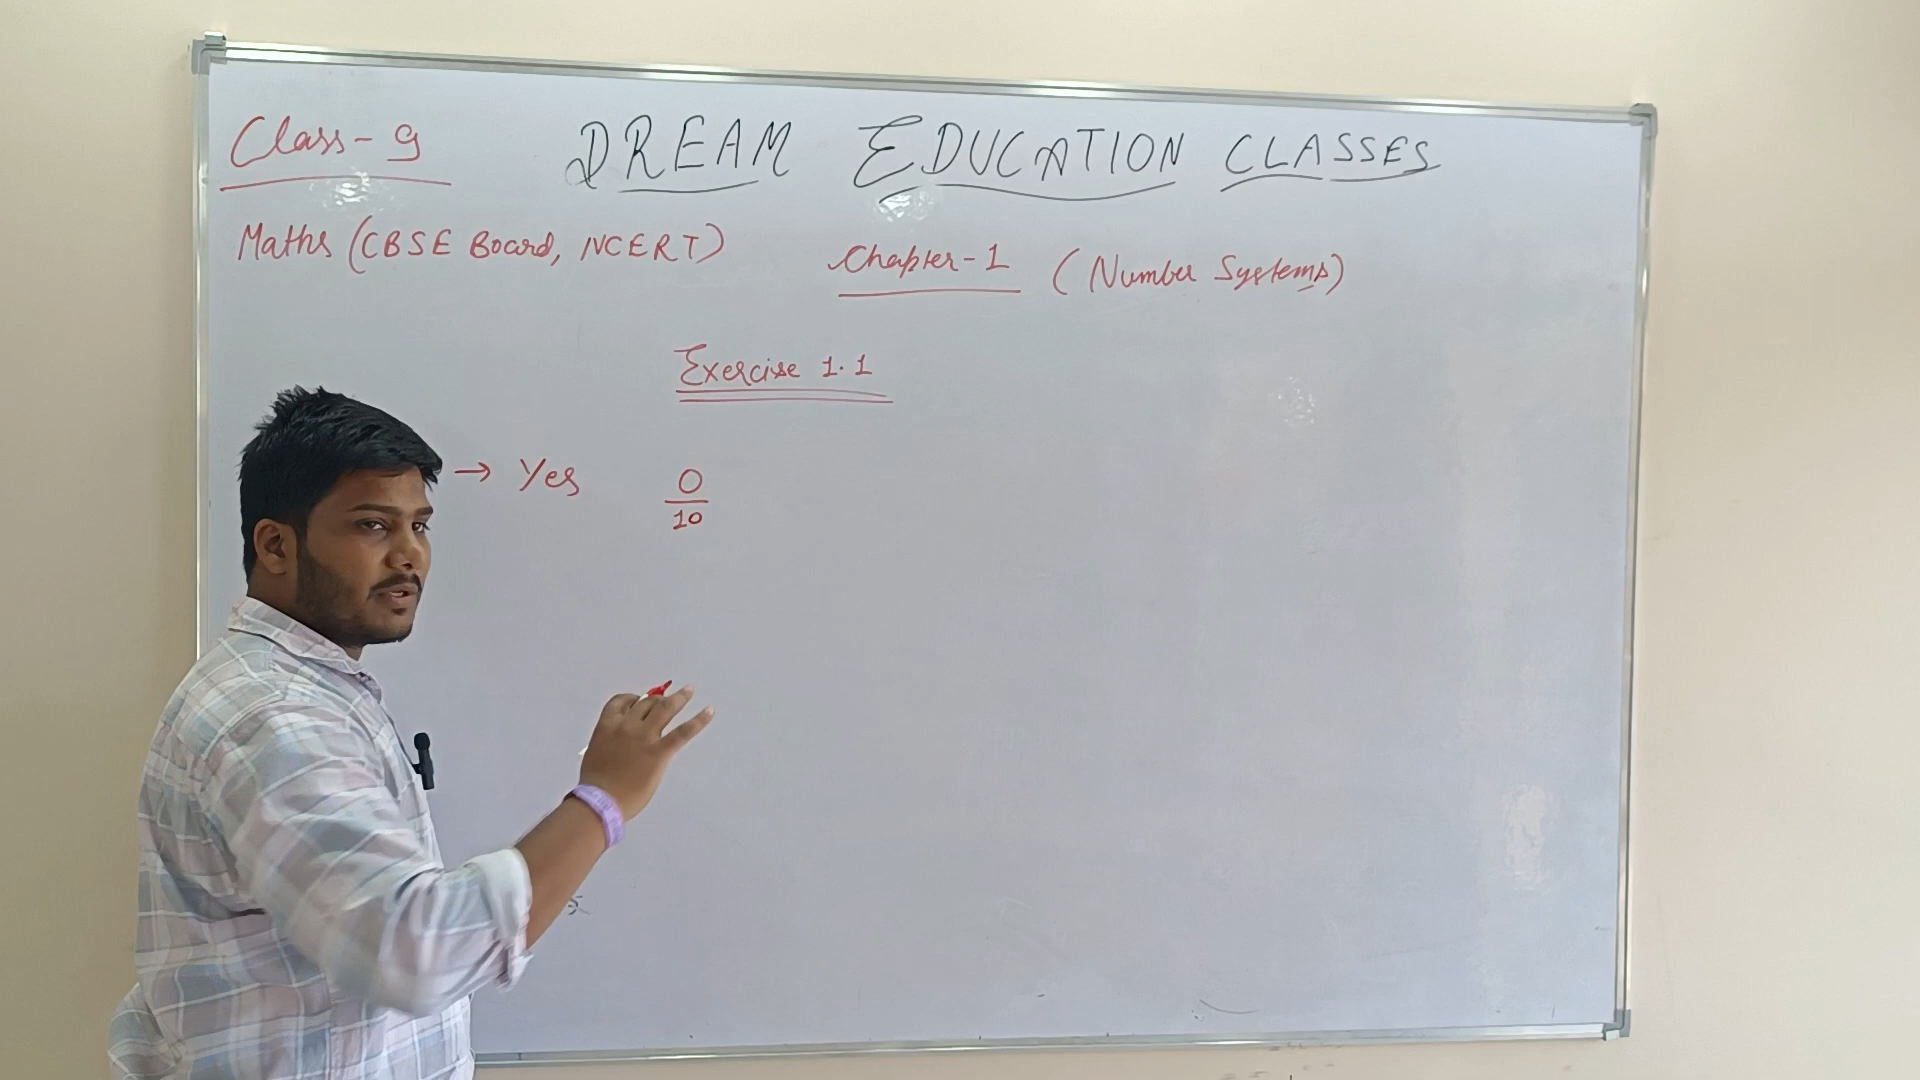 Class-9 DREAM EDUCATION CLASSES
Maths (CBSE Board, NCERT) Chapter-1 (Number Systems)
Exercise 1.1
→ Yes 0
10